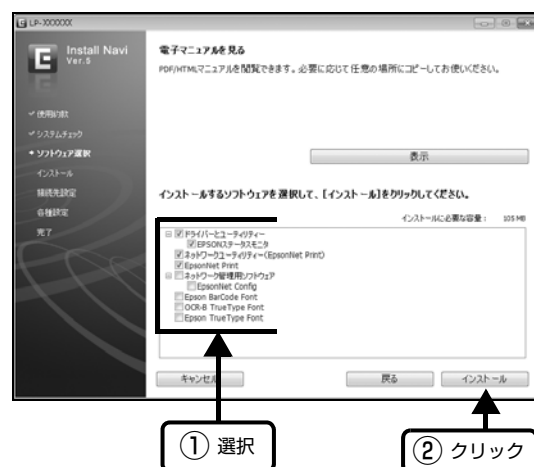 LP-XXXXXX
Install Navi
Ver.5
電子マニュアルを見る
PDF/HTMLマニュアルを閲覧できます。必要に応じて任意の場所にコピーしてお使いください。
使用許諾
システムチェック
ソフトウェア選択
インストール
接続先設定
各種設定
完了
表示
インストールするソフトウェアを選択して、[インストール]をクリックしてください。
インストールに必要な容量： 105 MB
ドライバーとユーティリティー
EPSONステータスモニタ
ネットワークユーティリティー(EpsonNet Print)
EpsonNet Print
ネットワーク管理用ソフトウェア
EpsonNet Config
Epson BarCode Font
OCR-B TrueType Font
Epson TrueType Font
キャンセル 戻る インストール
① 選択
② クリック